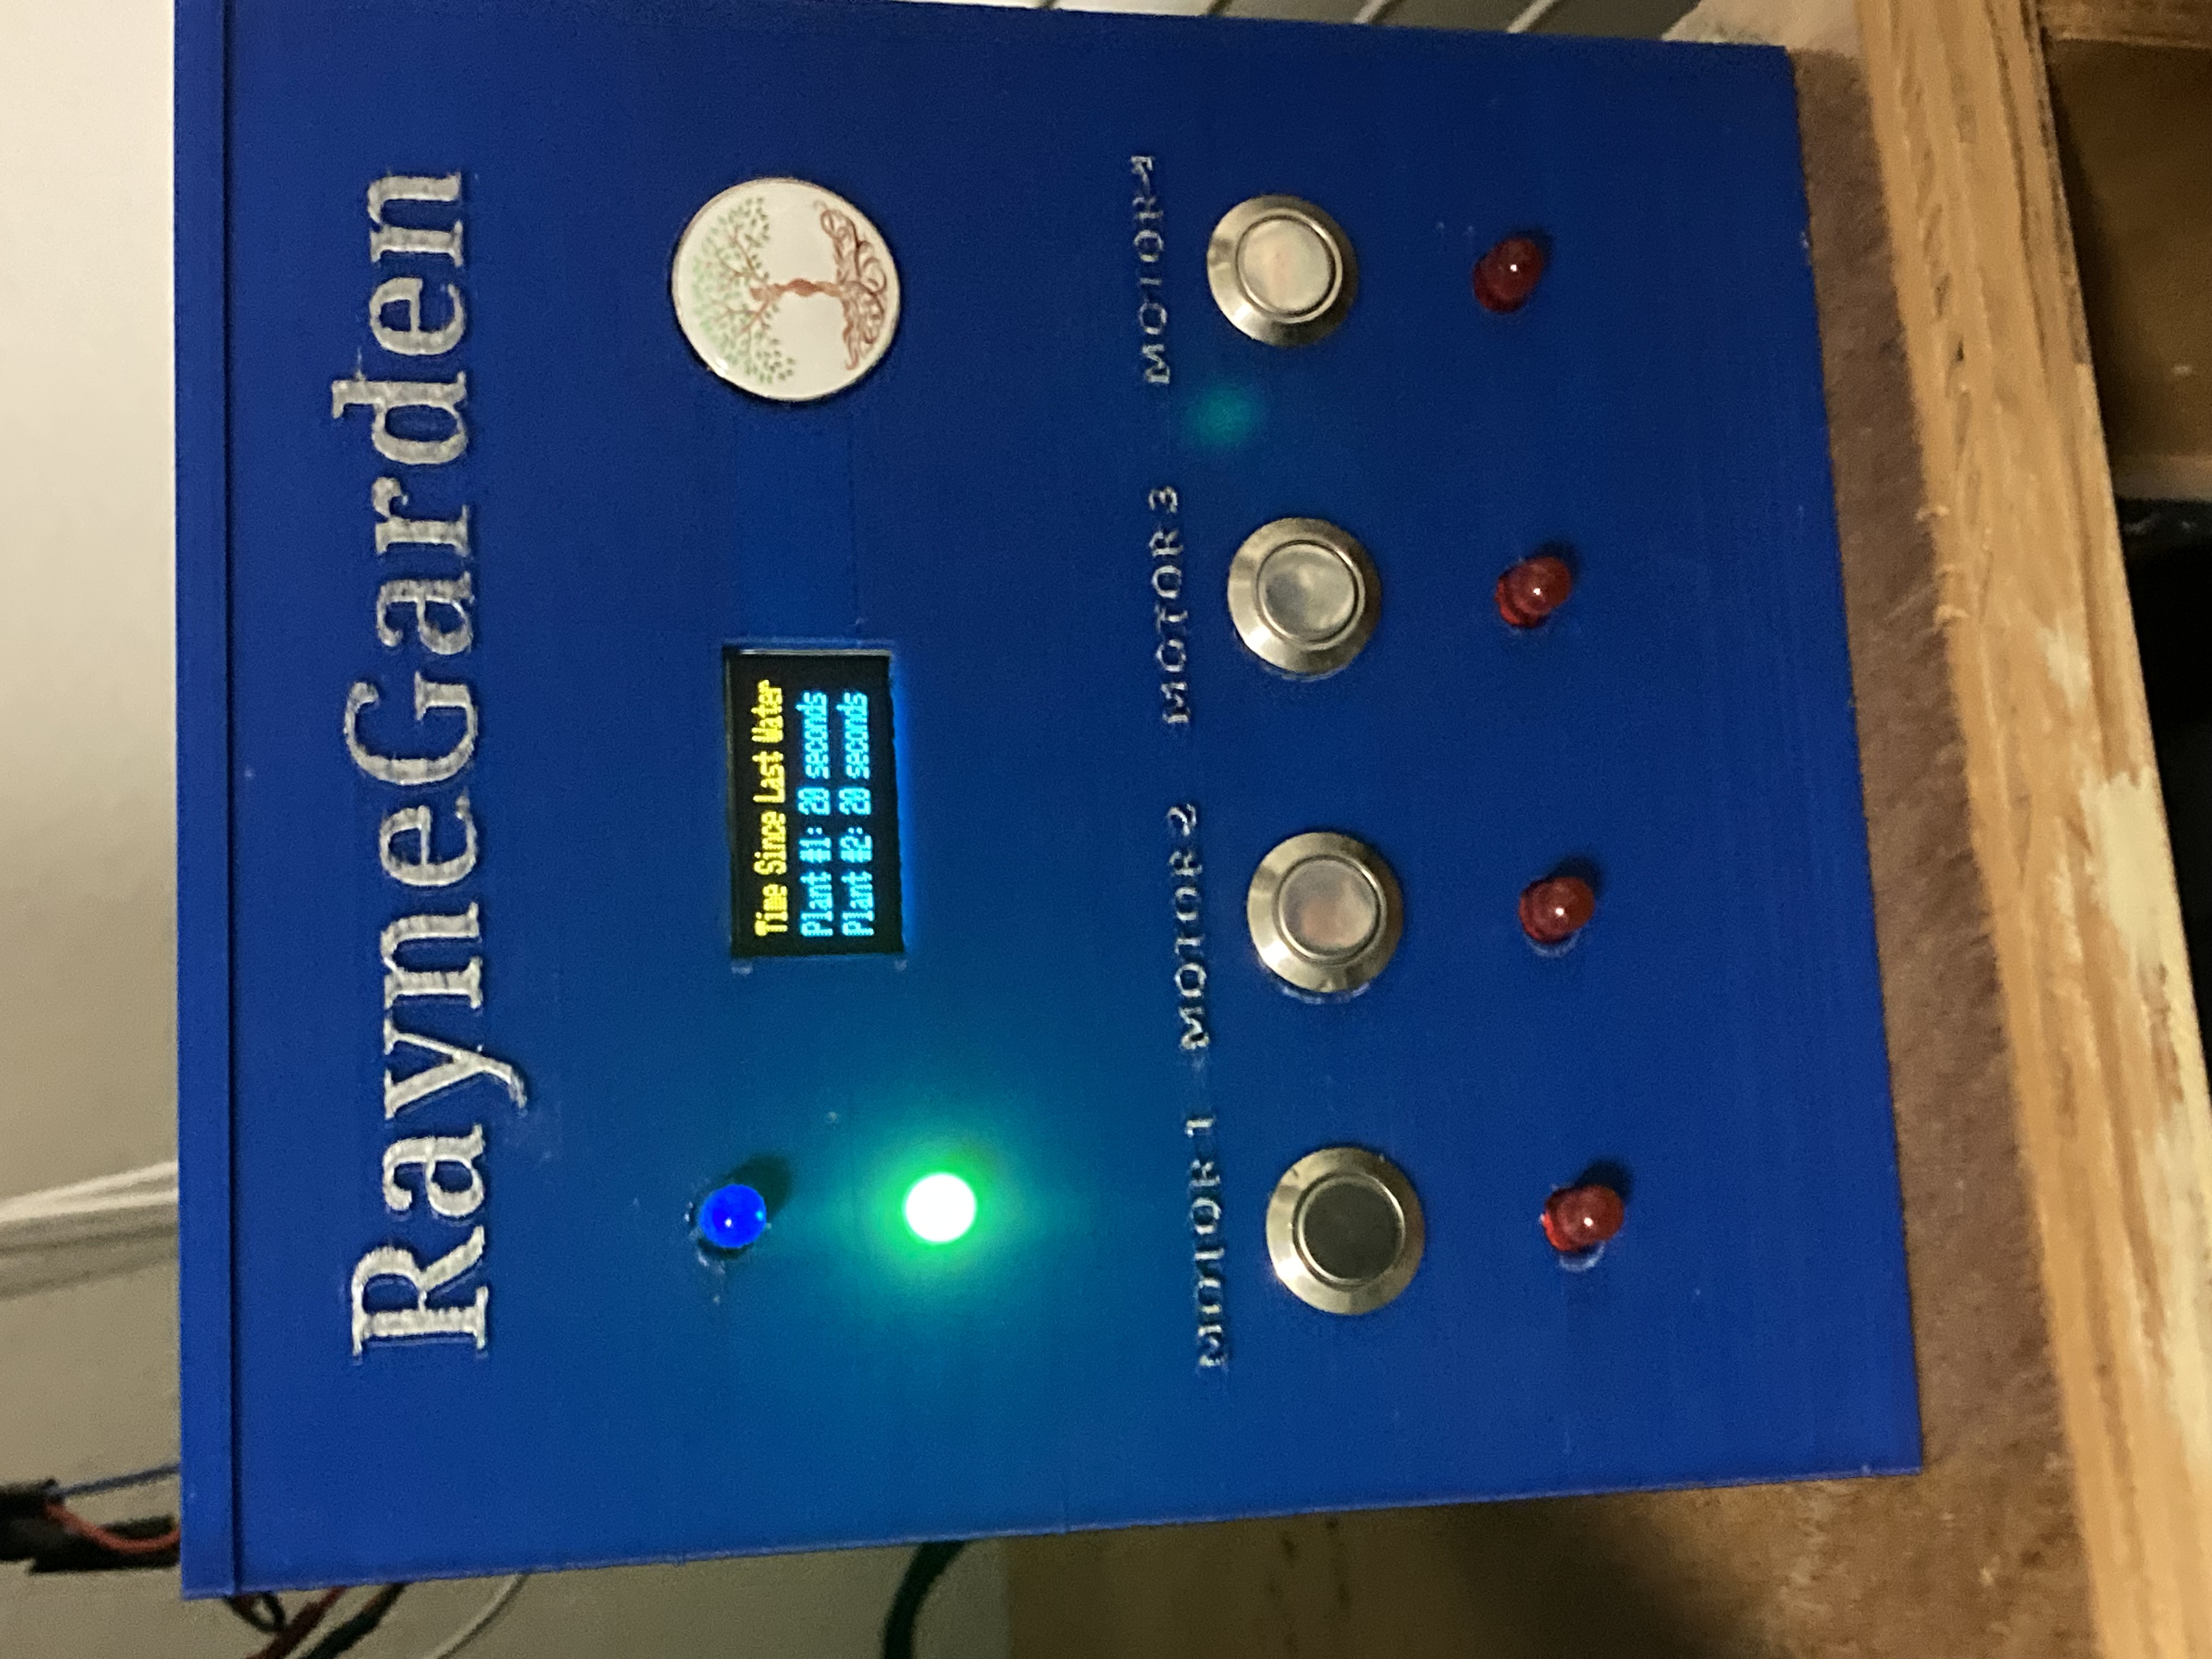 RayneGarden
Time Since Last Water
Plant #1: 20 seconds
Plant #2: 20 seconds
MOTOR 1 MOTOR 2 MOTOR 3 MOTOR 4